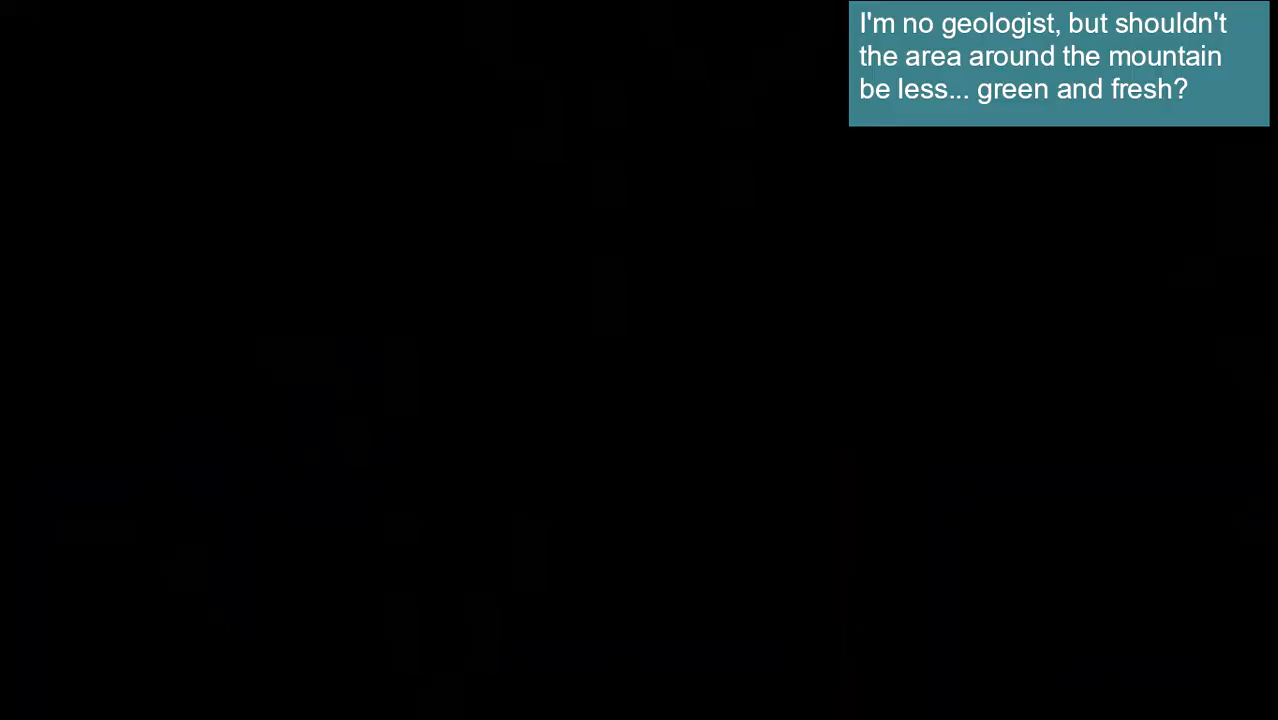 I'm no geologist, but shouldn't
the area around the mountain
be less... green and fresh?